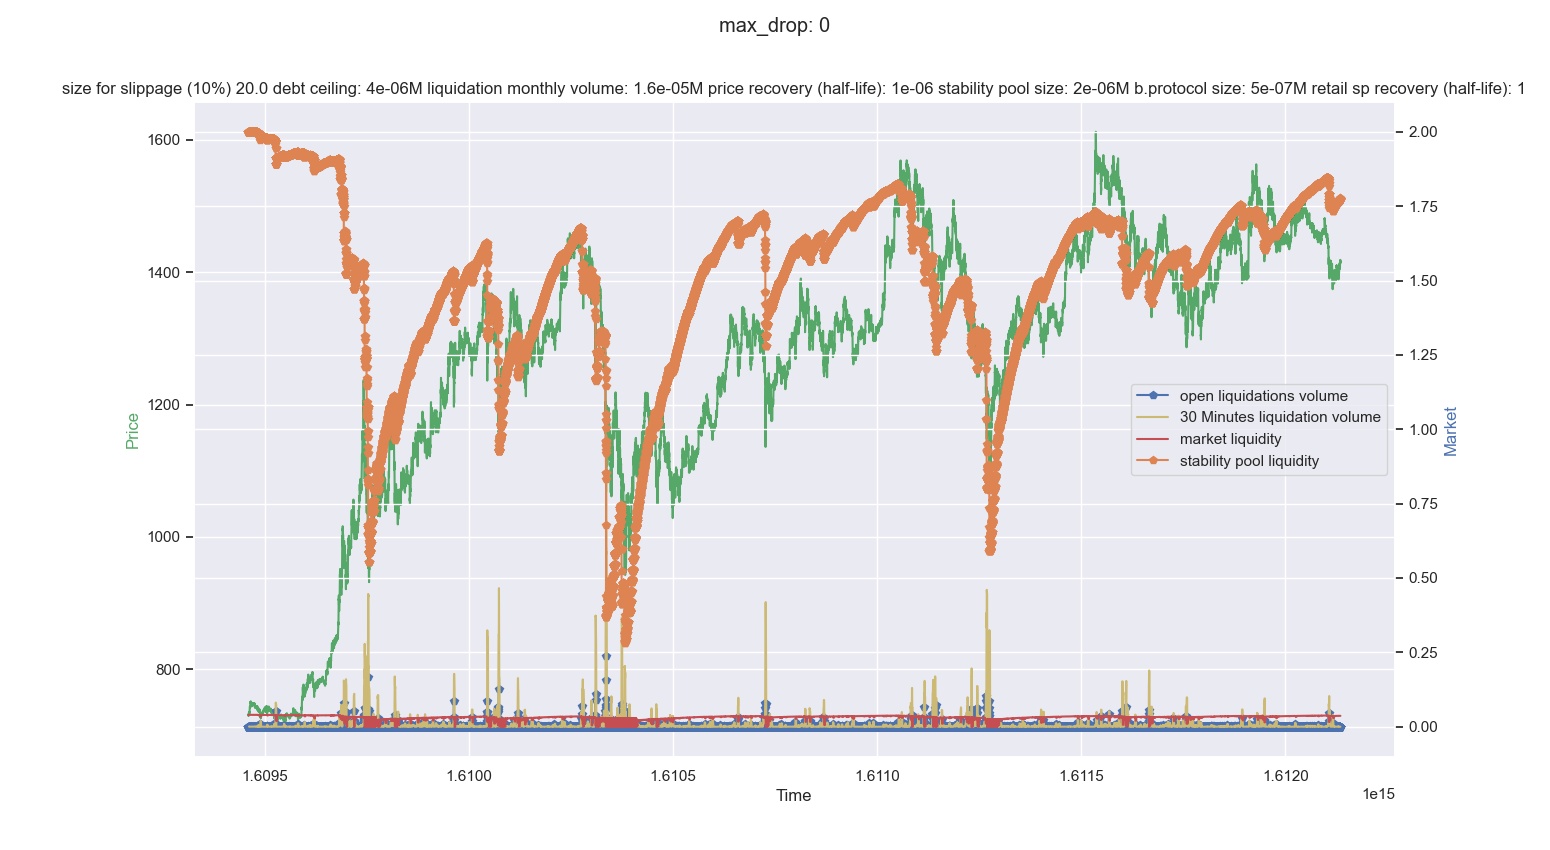 max_drop: 0
size for slippage (10%) 20.0 debt ceiling: 4e-06M liquidation monthly volume: 1.6e-05M price recovery (half-life): 1e-06 stability pool size: 2e-06M b.protocol size: 5e-07M retail sp recovery (half-life): 1
1600
1400
1200
1000
800
Price
2.00
1.75
1.50
1.25
1.00
0.75
0.50
0.25
0.00
Market
open liquidations volume
30 Minutes liquidation volume
market liquidity
stability pool liquidity
1.6095
1.6100
1.6105
1.6110
1.6115
1.6120
1e15
Time